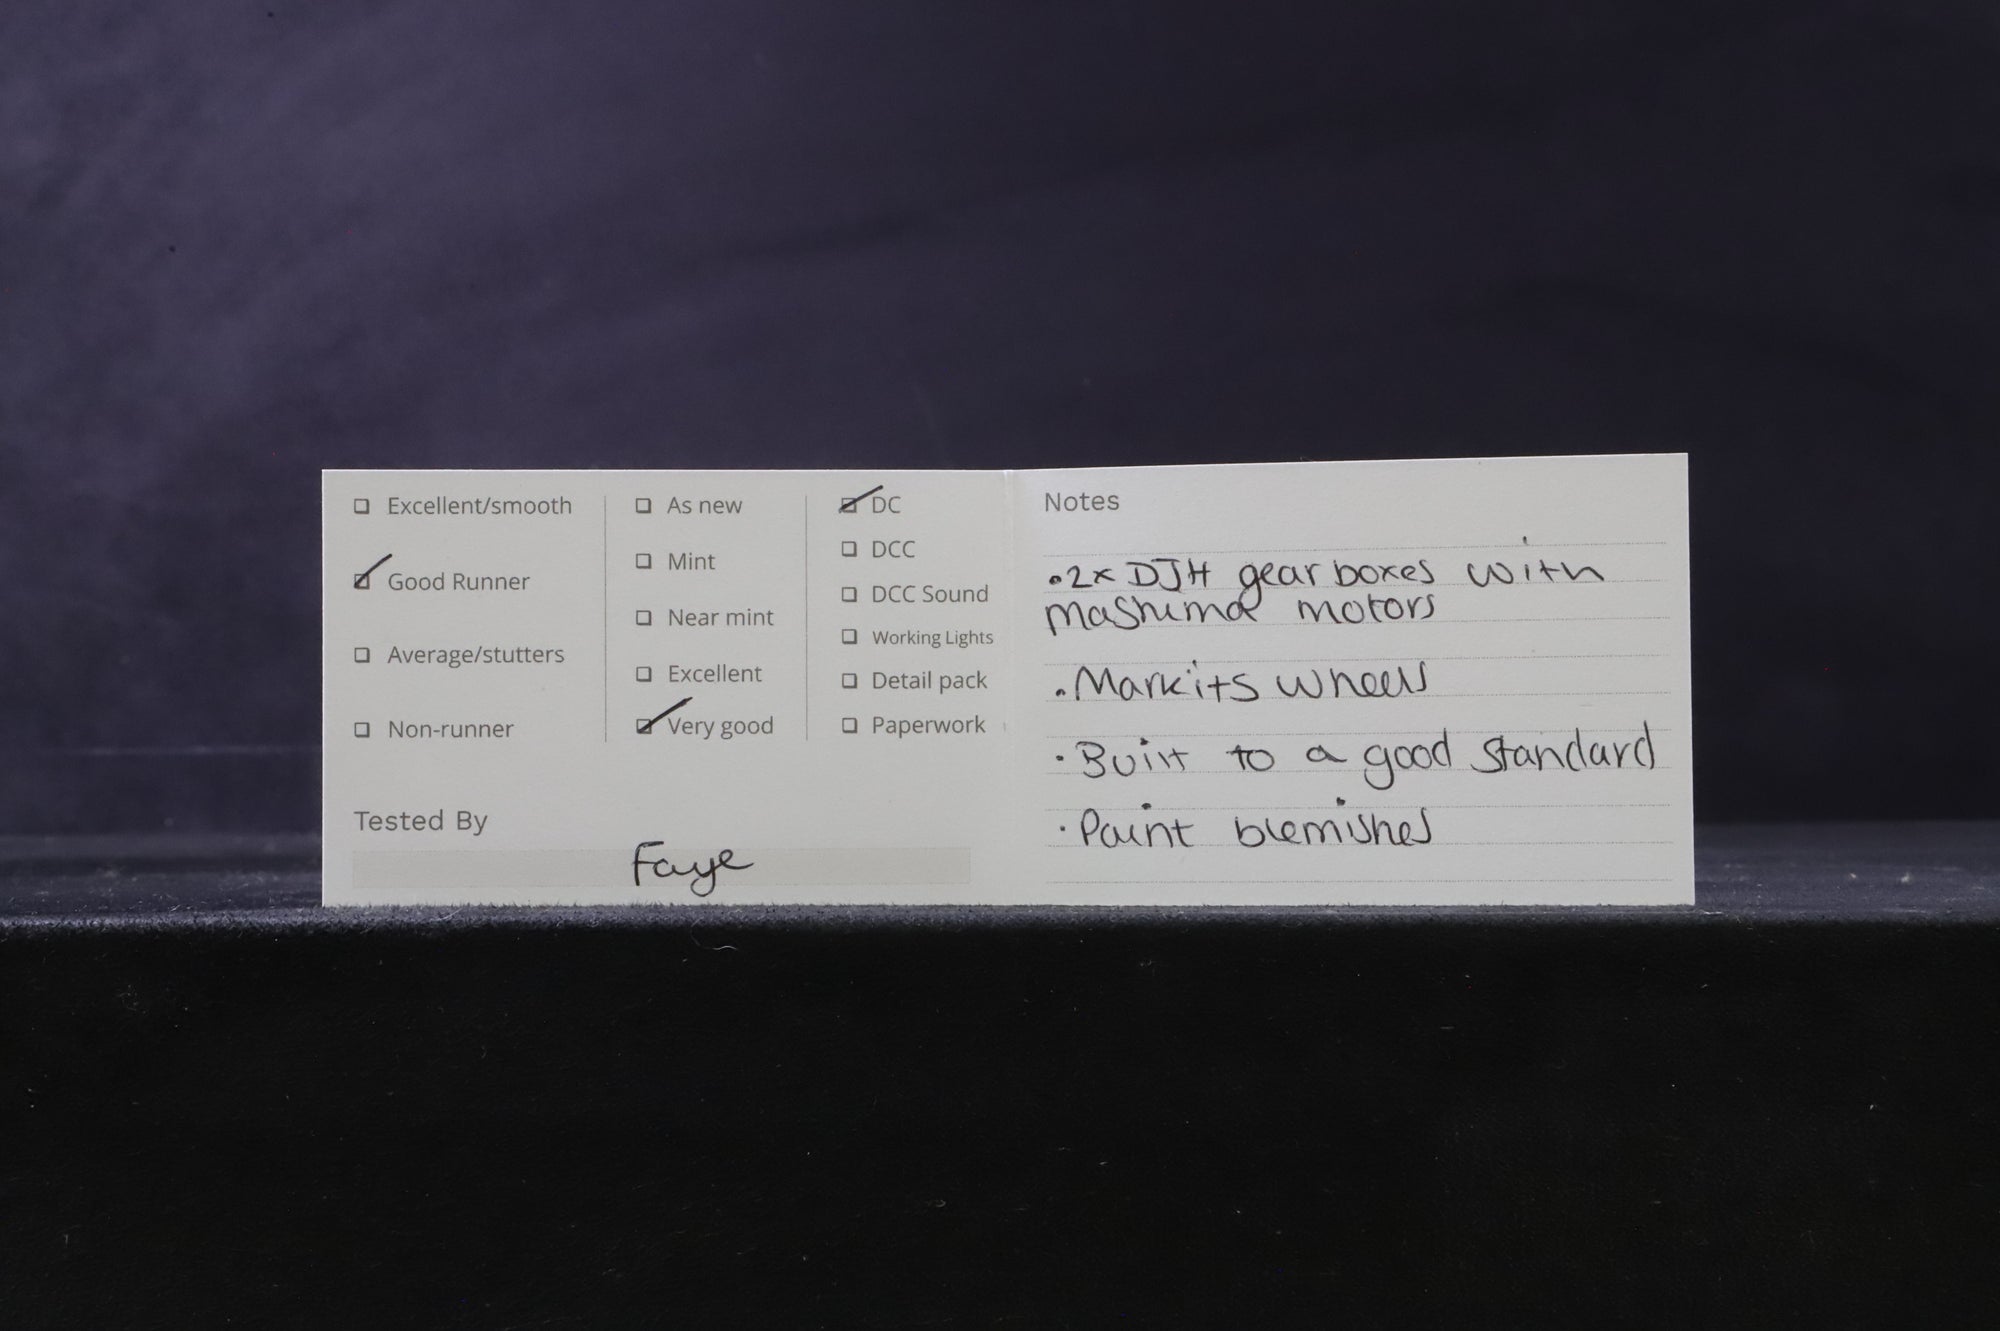 ☐ Excellent/smooth
☑ Good Runner
☐ Average/stutters
☐ Non-runner
☐ As new
☐ Mint
☐ Near mint
☐ Excellent
☑ Very good
☑ DC
☐ DCC
☐ DCC Sound
☐ Working Lights
☐ Detail pack
☐ Paperwork
Tested By
Faye
Notes
• 2x DJH gear boxes with
mashima motors
• Markits wheels
• Built to a good standard
• Paint blemishes